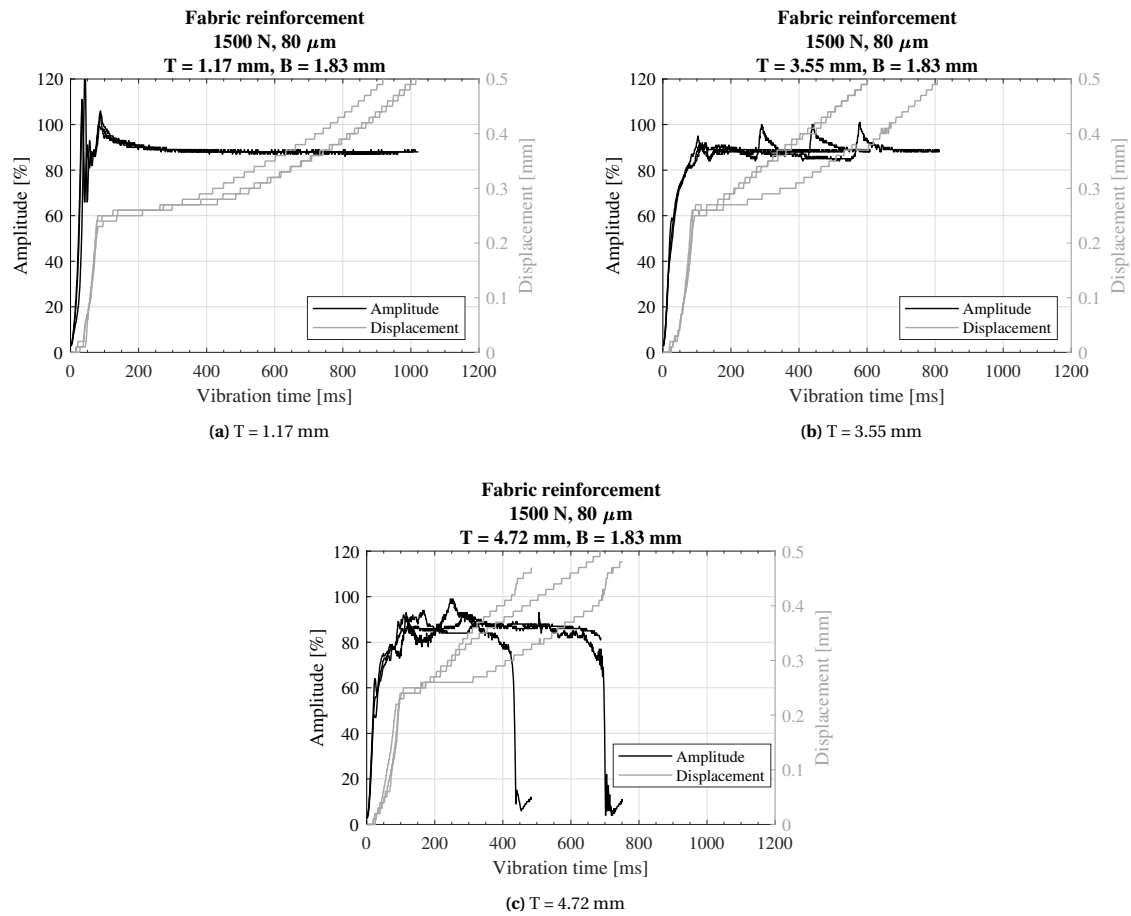 Fabric reinforcement
1500 N, 80 μm
T = 1.17 mm, B = 1.83 mm
120
100
80
60
40
20
0
Amplitude [%]
0.5
0.4
0.3
0.2
0.1
0
Displacement [mm]
Amplitude
Displacement
0 200 400 600 800 1000 1200
Vibration time [ms]
(a) T = 1.17 mm
Fabric reinforcement
1500 N, 80 μm
T = 3.55 mm, B = 1.83 mm
120
100
80
60
40
20
0
Amplitude [%]
0.5
0.4
0.3
0.2
0.1
0
Displacement [mm]
Amplitude
Displacement
0 200 400 600 800 1000 1200
Vibration time [ms]
(b) T = 3.55 mm
Fabric reinforcement
1500 N, 80 μm
T = 4.72 mm, B = 1.83 mm
120
100
80
60
40
20
0
Amplitude [%]
0.5
0.4
0.3
0.2
0.1
0
Displacement [mm]
Amplitude
Displacement
0 200 400 600 800 1000 1200
Vibration time [ms]
(c) T = 4.72 mm